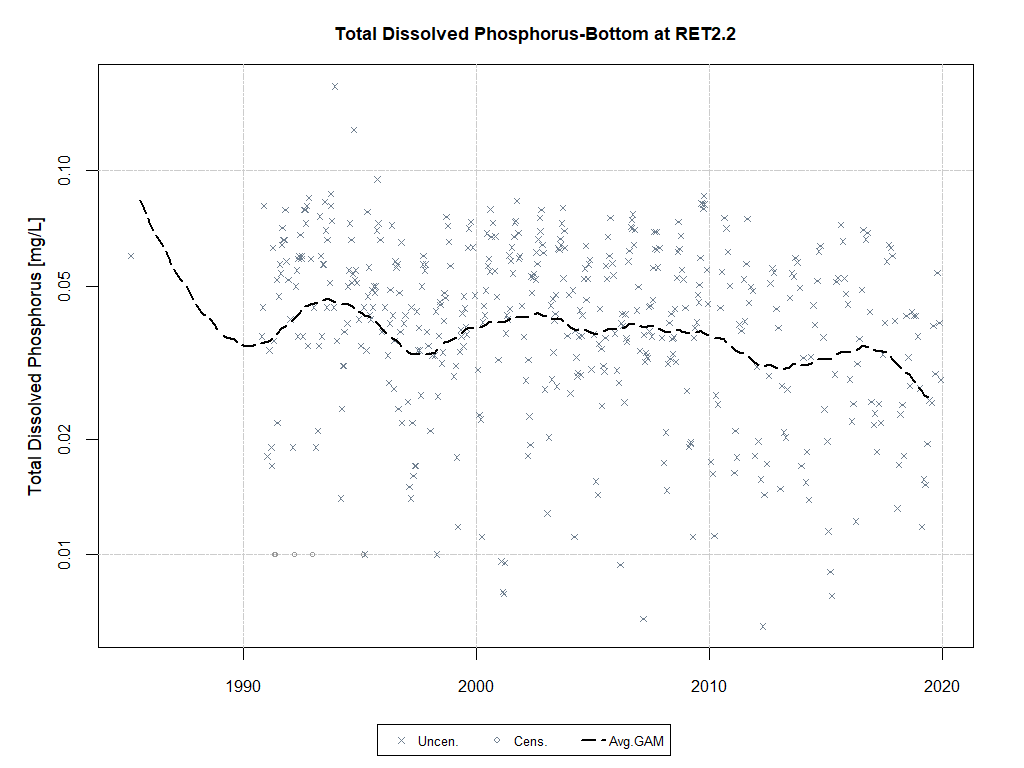 Total Dissolved Phosphorus-Bottom at RET2.2
Total Dissolved Phosphorus [mg/L]
0.10
0.05
0.02
0.01
1990 2000 2010 2020
Uncen. Cens. Avg.GAM